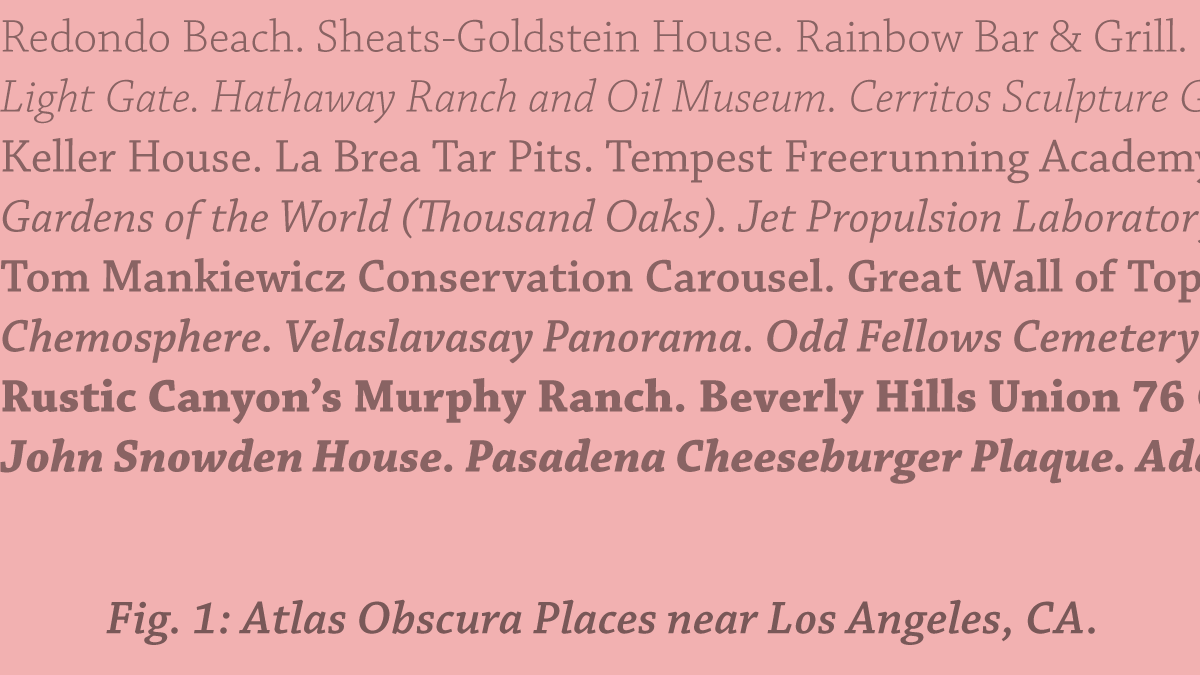 Redondo Beach. Sheats-Goldstein House. Rainbow Bar & Grill.
Light Gate. Hathaway Ranch and Oil Museum. Cerritos Sculpture G
Keller House. La Brea Tar Pits. Tempest Freerunning Academy
Gardens of the World (Thousand Oaks). Jet Propulsion Laboratory
Tom Mankiewicz Conservation Carousel. Great Wall of Top
Chemosphere. Velaslavasay Panorama. Odd Fellows Cemetery
Rustic Canyon’s Murphy Ranch. Beverly Hills Union 76
John Snowden House. Pasadena Cheeseburger Plaque.
Fig. 1: Atlas Obscura Places near Los Angeles, CA.